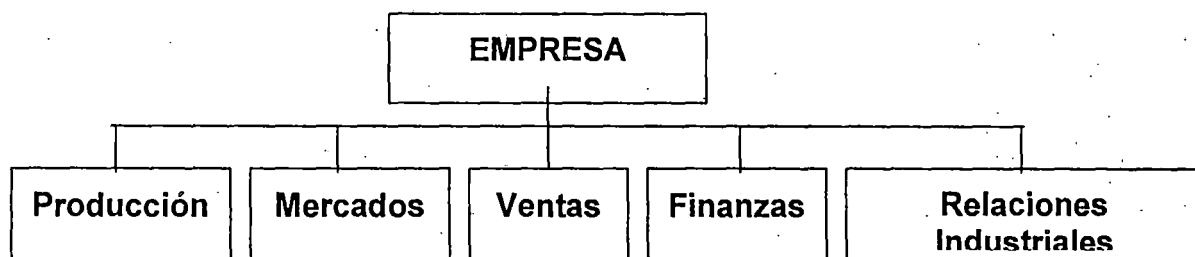 EMPRESA
Producción
Mercados
Ventas
Finanzas
Relaciones
Industriales